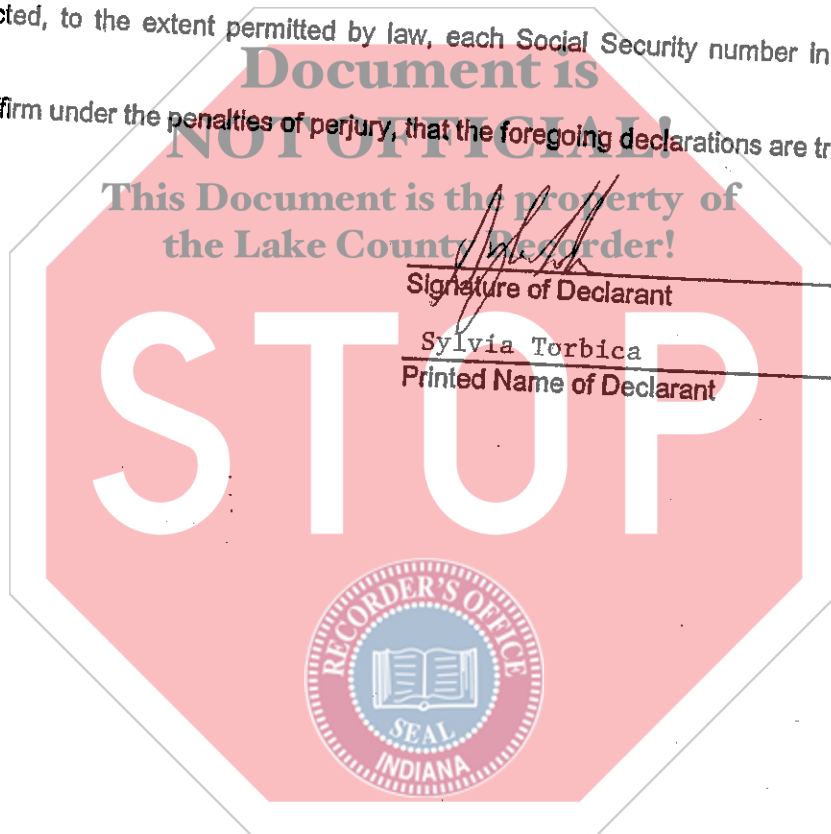 cted, to the extent permitted by law, each Social Security number in
Document is
ffirm under the penalties of perjury, that the foregoing declarations are tr
NOT OFFICIAL!
This Document is the property of
the Lake County Recorder!
Signature of Declarant
Sylvia Torbica
Printed Name of Declarant
STOP
RECORDER'S OFFICE
SEAL
INDIANA